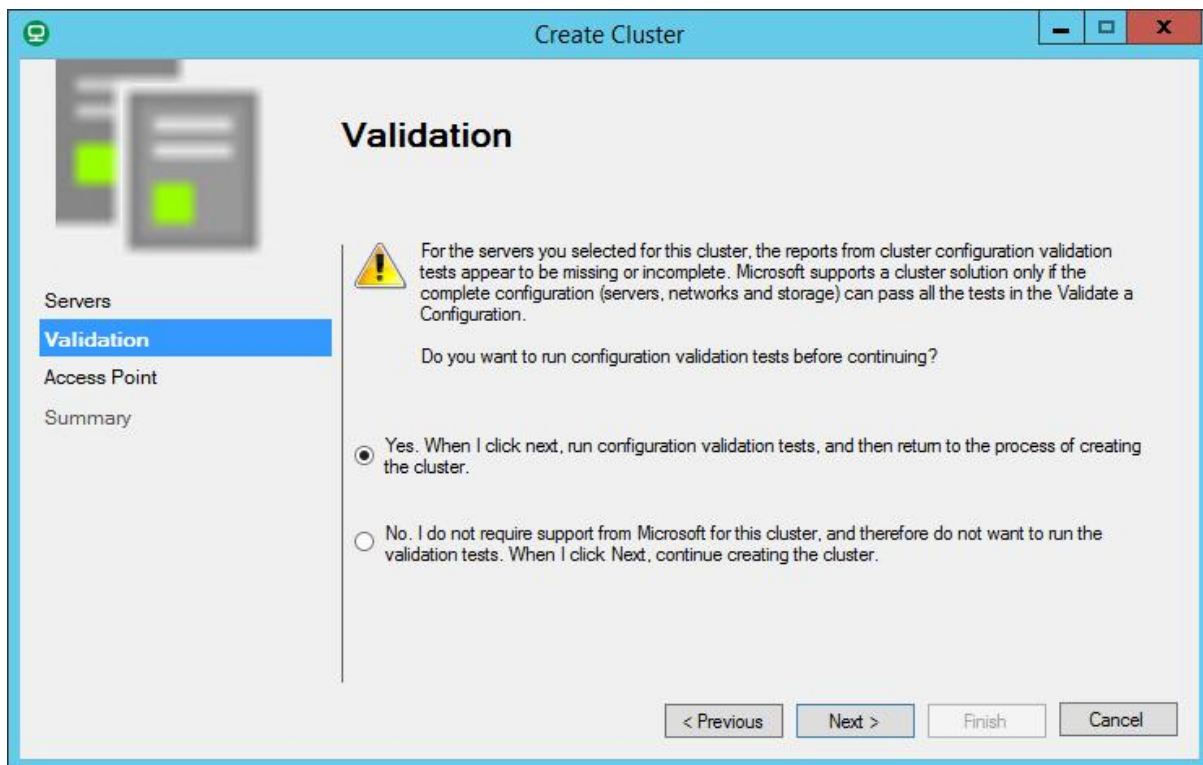 Create Cluster
Validation
For the servers you selected for this cluster, the reports from cluster configuration validation
tests appear to be missing or incomplete. Microsoft supports a cluster solution only if the
complete configuration (servers, networks and storage) can pass all the tests in the Validate a
Configuration.
Do you want to run configuration validation tests before continuing?
Servers
Validation
Access Point
Summary
Yes. When I click next, run configuration validation tests, and then return to the process of creating
the cluster.
No. I do not require support from Microsoft for this cluster, and therefore do not want to run the
validation tests. When I click Next, continue creating the cluster.
< Previous
Next >
Finish
Cancel